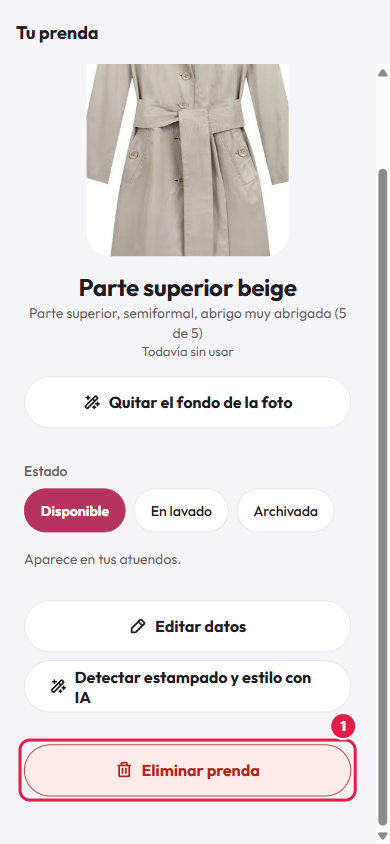 Tu prenda
Parte superior beige
Parte superior, semiformal, abrigo muy abrigada (5
de 5)
Todavía sin usar
Quitar el fondo de la foto
Estado
Disponible
En lavado
Archivada
Aparece en tus atuendos.
Editar datos
Detectar estampado y estilo con
IA
1
Eliminar prenda